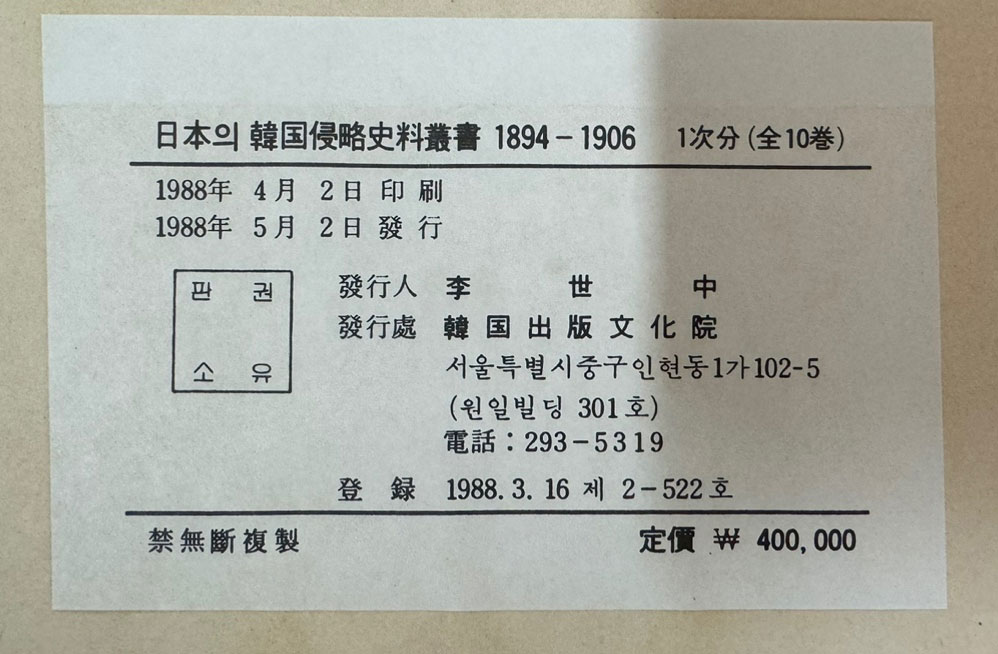 日本의 韓国侵略史料叢書 1894－1906 1次分(全10巻)
1988年 4月 2日 印刷
1988年 5月 2日 發行
판 권
소 유
發行人 李世中
發行處 韓国出版文化院
서울특별시중구인현동1가102-5
(원일빌딩 301호)
電話：293－5319
登録 1988. 3. 16 제 2－522호
禁無斷複製
定價 ₩ 400,000